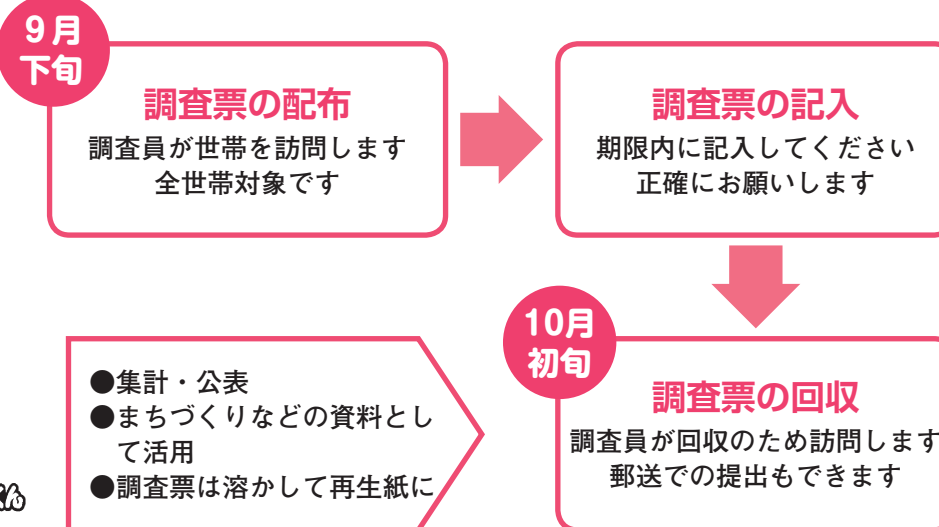 9月
下旬
調査票の配布
調査員が世帯を訪問します
全世帯対象です
調査票の記入
期限内に記入してください
正確にお願いします
10月
初旬
調査票の回収
調査員が回収のため訪問します
郵送での提出もできます
●集計・公表
●まちづくりなどの資料とし
て活用
●調査票は溶かして再生紙に
くん